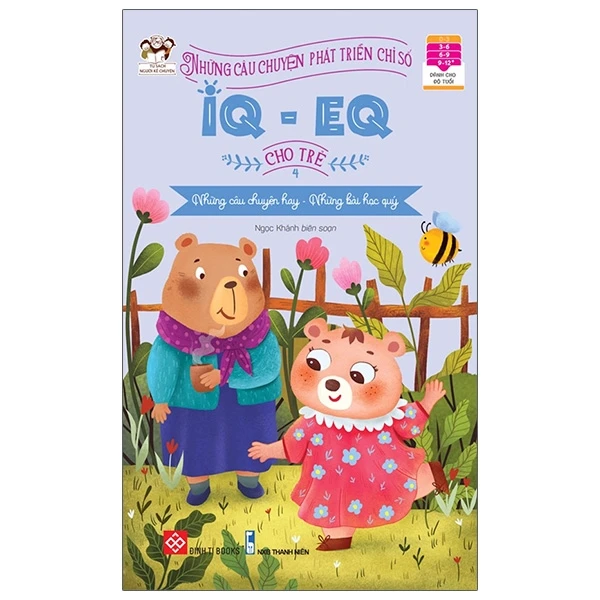 TỦ SÁCH
NGƯỜI KỂ CHUYỆN
NHỮNG CÂU CHUYỆN PHÁT TRIỂN CHỈ SỐ
IQ - EQ
CHO TRẺ
4
Những câu chuyện hay - Những bài học quý
Ngọc Khánh biên soạn
0-3
3-6
6-9
9-12+
DÀNH CHO
ĐỘ TUỔI
ĐINH TỊ BOOKS
NXB THANH NIÊN